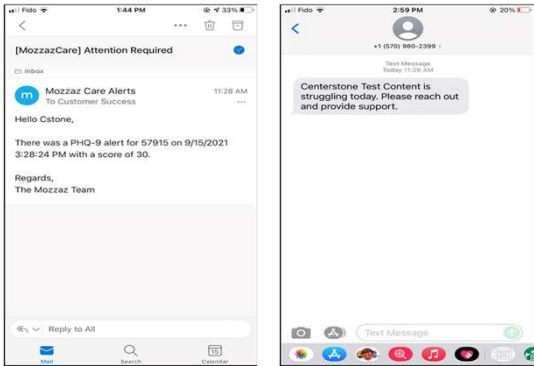 Fido
1:44 PM
33%
[MozzazCare] Attention Required
Inbox
m
Mozzaz Care Alerts
11:28 AM
To Customer Success
Hello Cstone,
There was a PHQ-9 alert for 57915 on 9/15/2021
3:28:24 PM with a score of 30.
Regards,
The Mozzaz Team
Reply to All
Mail
Search
Calendar
Fido
2:59 PM
20%
+1 (570) 980-2399 >
Text Message
Today 11:28 AM
Centerstone Test Content is
struggling today. Please reach out
and provide support.
Text Message